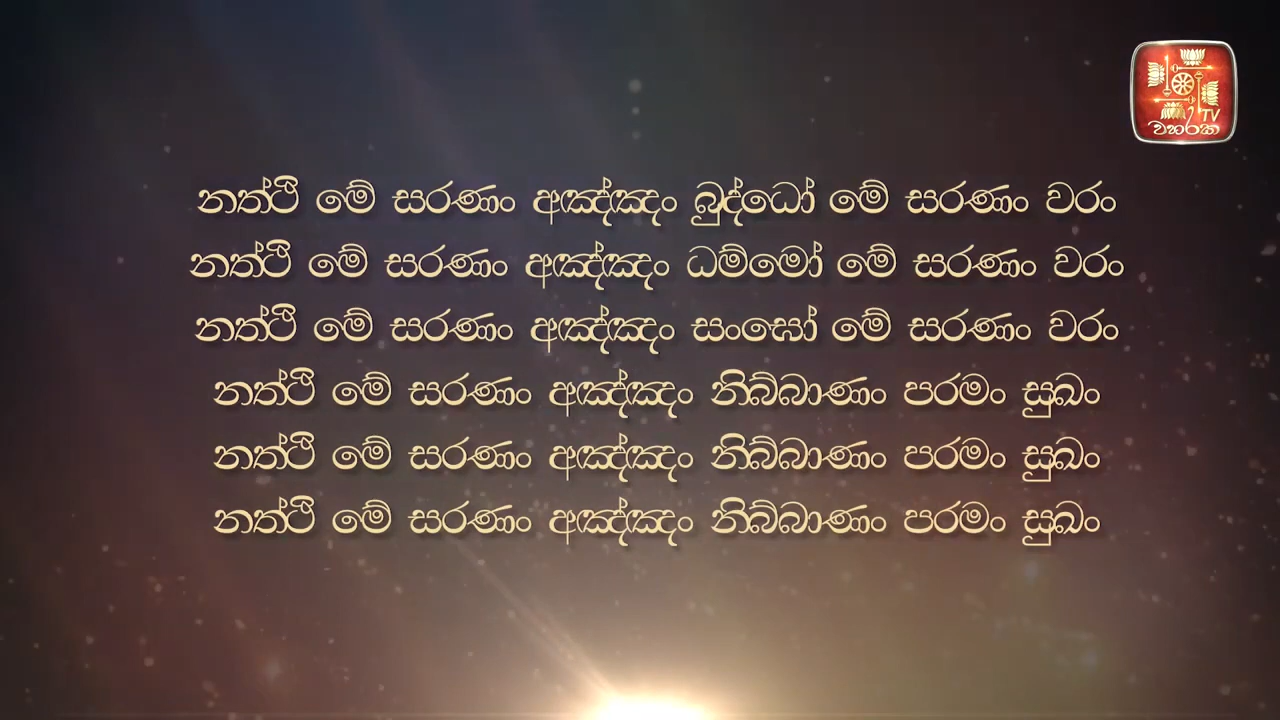 TV
වහරක
නත්ථි මේ සරණං අඤ්ඤං බුද්ධෝ මේ සරණං වරං
නත්ථි මේ සරණං අඤ්ඤං ධම්මෝ මේ සරණං වරං
නත්ථි මේ සරණං අඤ්ඤං සංඝෝ මේ සරණං වරං
නත්ථි මේ සරණං අඤ්ඤං නිබ්බාණං පරමං සුඛං
නත්ථි මේ සරණං අඤ්ඤං නිබ්බාණං පරමං සුඛං
නත්ථි මේ සරණං අඤ්ඤං නිබ්බාණං පරමං සුඛං